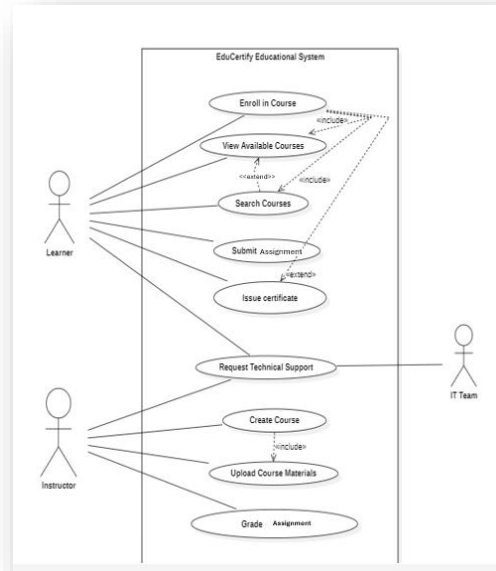 EduCertify Educational System
Enroll in Course
<include>
View Available Courses
<<extend>>
<include>
Search Courses
Learner
Submit Assignment
<extend>
Issue certificate
Request Technical Support
IT Team
Create Course
<include>
Instructor
Upload Course Materials
Grade Assignment